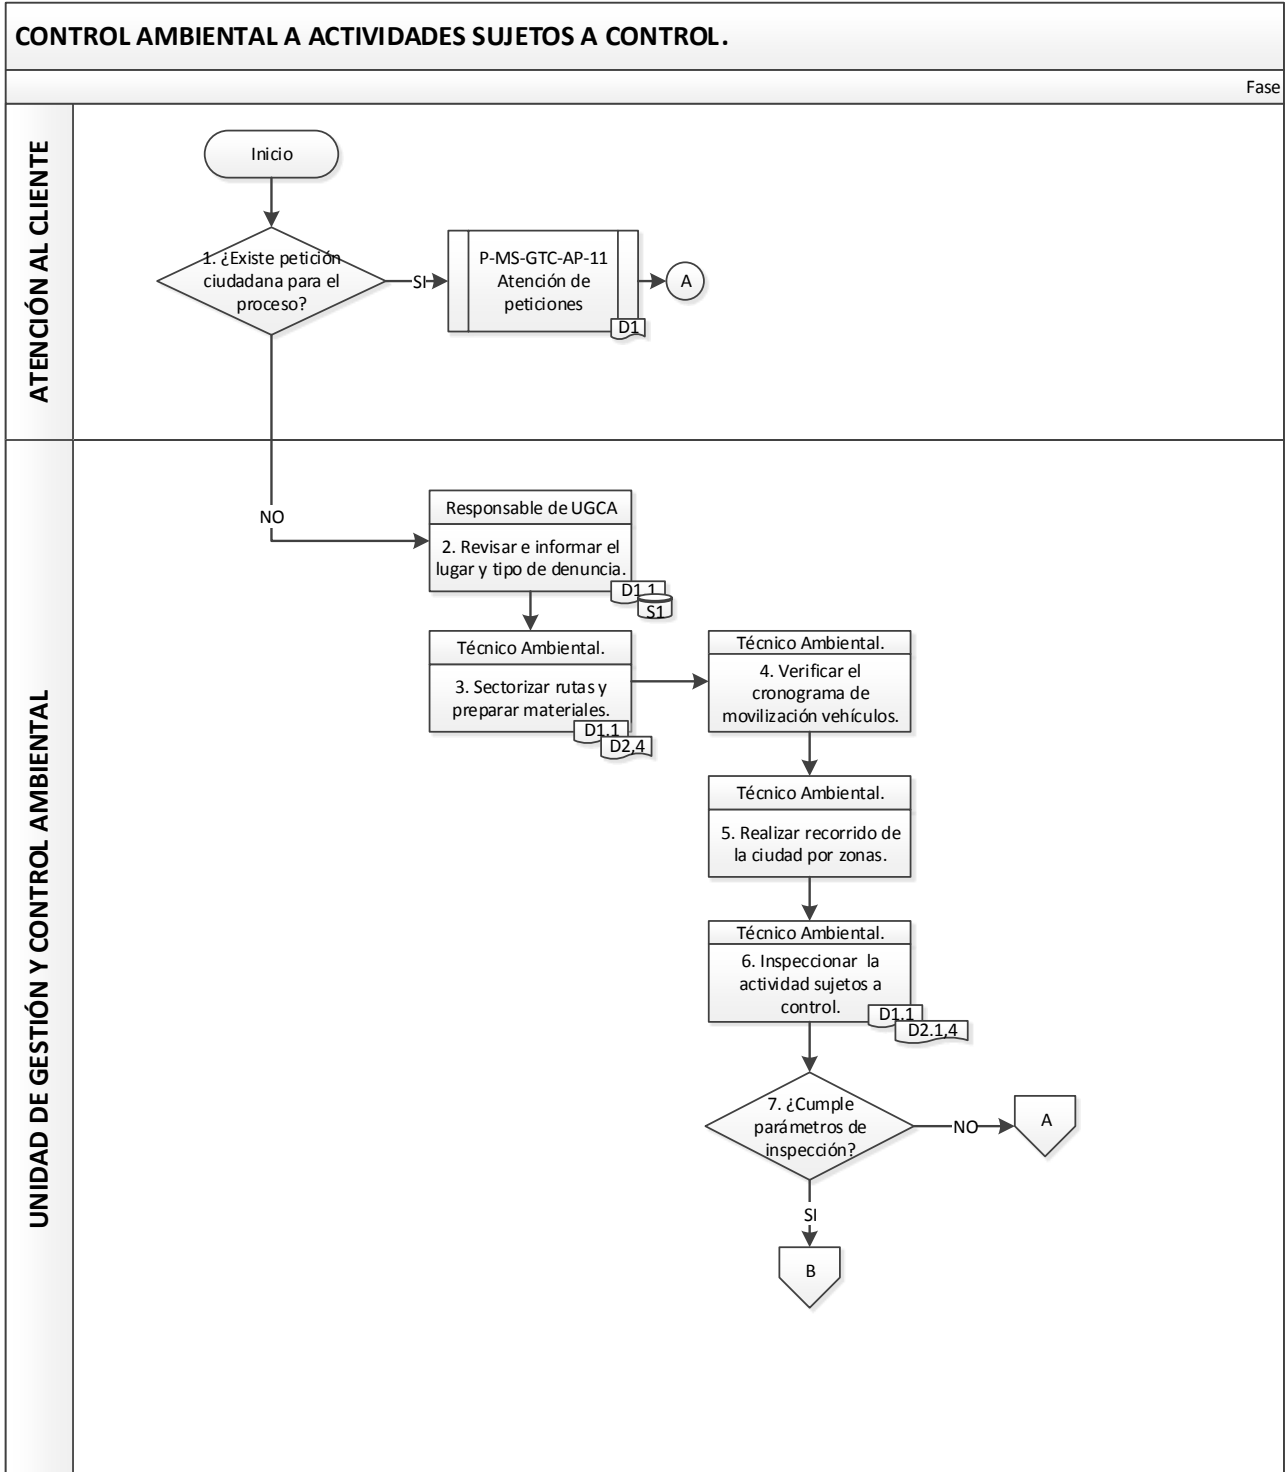 CONTROL AMBIENTAL A ACTIVIDADES SUJETOS A CONTROL.
Fase
ATENCIÓN AL CLIENTE
Inicio
1. ¿Existe petición
ciudadana para el
proceso?
SI
P-MS-GTC-AP-11
Atención de
peticiones
D1
A
UNIDAD DE GESTIÓN Y CONTROL AMBIENTAL
NO
Responsable de UGCA
2. Revisar e informar el
lugar y tipo de denuncia.
D1.1
S1
Técnico Ambiental.
3. Sectorizar rutas y
preparar materiales.
D1.1
D2,4
Técnico Ambiental.
4. Verificar el
cronograma de
movilización vehículos.
Técnico Ambiental.
5. Realizar recorrido de
la ciudad por zonas.
Técnico Ambiental.
6. Inspeccionar la
actividad sujetos a
control.
D1.1
D2.1,4
7. ¿Cumple
parámetros de
inspección?
NO
A
SI
B